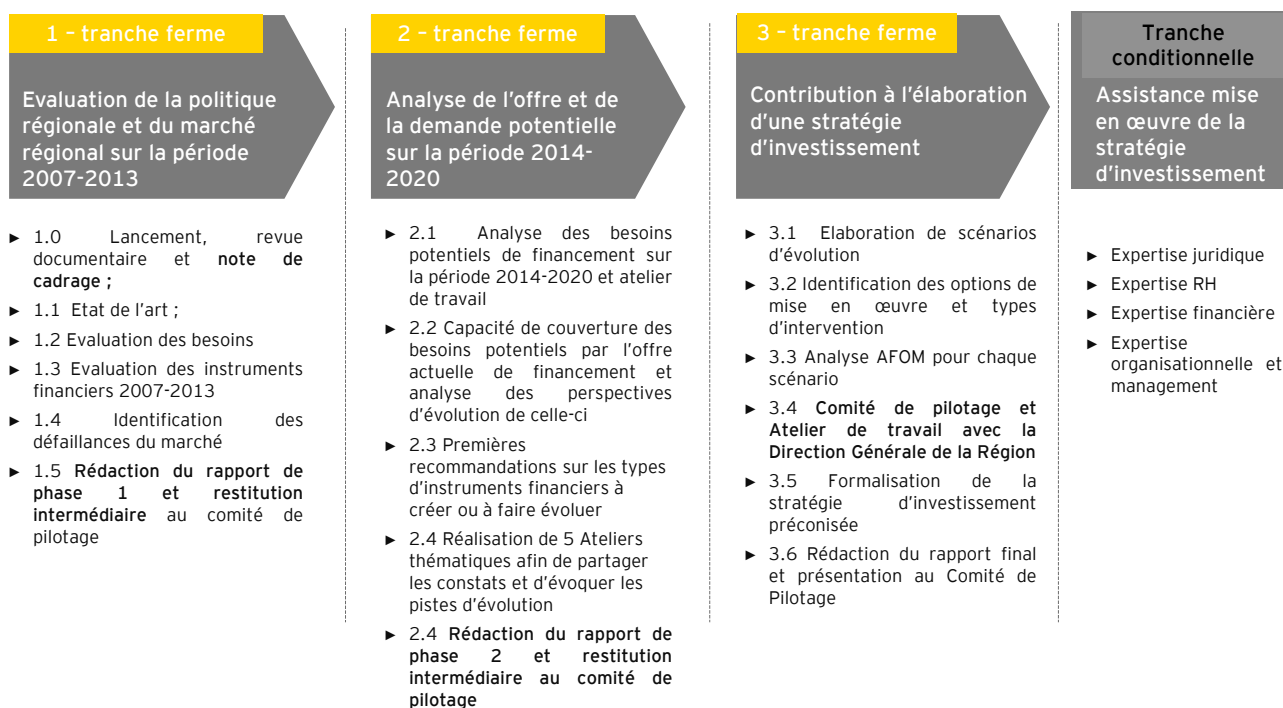 1 – tranche ferme
Evaluation de la politique
régionale et du marché
régional sur la période
2007-2013
► 1.0 Lancement, revue
documentaire et note de
cadrage ;
► 1.1 Etat de l'art ;
► 1.2 Evaluation des besoins
► 1.3 Evaluation des instruments
financiers 2007-2013
► 1.4 Identification des
défaillances du marché
► 1.5 Rédaction du rapport de
phase 1 et restitution
intermédiaire au comité de
pilotage
2 – tranche ferme
Analyse de l'offre et de
la demande potentielle
sur la période 2014-
2020
► 2.1 Analyse des besoins
potentiels de financement sur
la période 2014-2020 et atelier
de travail
► 2.2 Capacité de couverture des
besoins potentiels par l'offre
actuelle de financement et
analyse des perspectives
d'évolution de celle-ci
► 2.3 Premières
recommandations sur les types
d'instruments financiers à
créer ou à faire évoluer
► 2.4 Réalisation de 5 Ateliers
thématiques afin de partager
les constats et d'évoquer les
pistes d'évolution
► 2.4 Rédaction du rapport de
phase 2 et restitution
intermédiaire au comité de
pilotage
3 – tranche ferme
Contribution à l'élaboration
d'une stratégie
d'investissement
► 3.1 Elaboration de scénarios
d'évolution
► 3.2 Identification des options de
mise en œuvre et types
d'intervention
► 3.3 Analyse AFOM pour chaque
scénario
► 3.4 Comité de pilotage et
Atelier de travail avec la
Direction Générale de la Région
► 3.5 Formalisation de la
stratégie d'investissement
préconisée
► 3.6 Rédaction du rapport final
et présentation au Comité de
Pilotage
Tranche
conditionnelle
Assistance mise
en œuvre de la
stratégie
d'investissement
► Expertise juridique
► Expertise RH
► Expertise financière
► Expertise
organisationnelle et
management